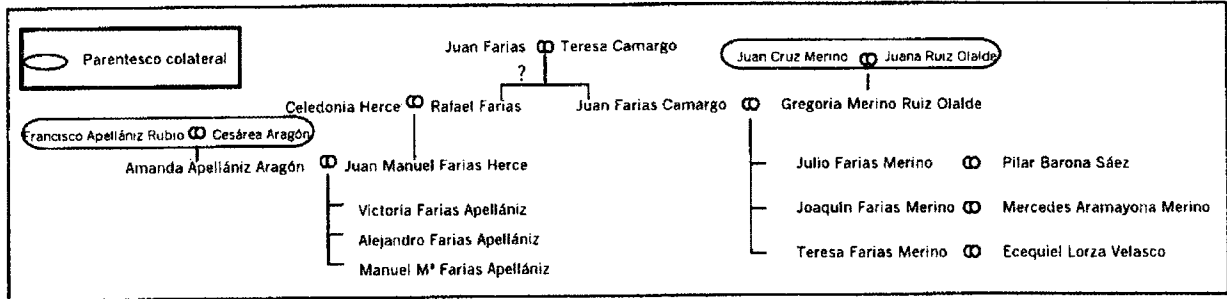 Parentesco colateral
Juan Farias Teresa Camargo
Juan Cruz Merino Juana Ruiz Olalde
?
Celedonia Herce Rafael Farias Juan Farias Camargo Gregoria Merino Ruiz Olalde
Francisco Apellániz Rubio Cesárea Aragón
Amanda Apellániz Aragón Juan Manuel Farias Herce
Julio Farias Merino Pilar Barona Sáez
Victoria Farias Apellániz
Joaquin Farias Merino Mercedes Aramayona Merino
Alejandro Farias Apellániz
Teresa Farias Merino Ecequiel Lorza Velasco
Manuel Mª Farias Apellániz